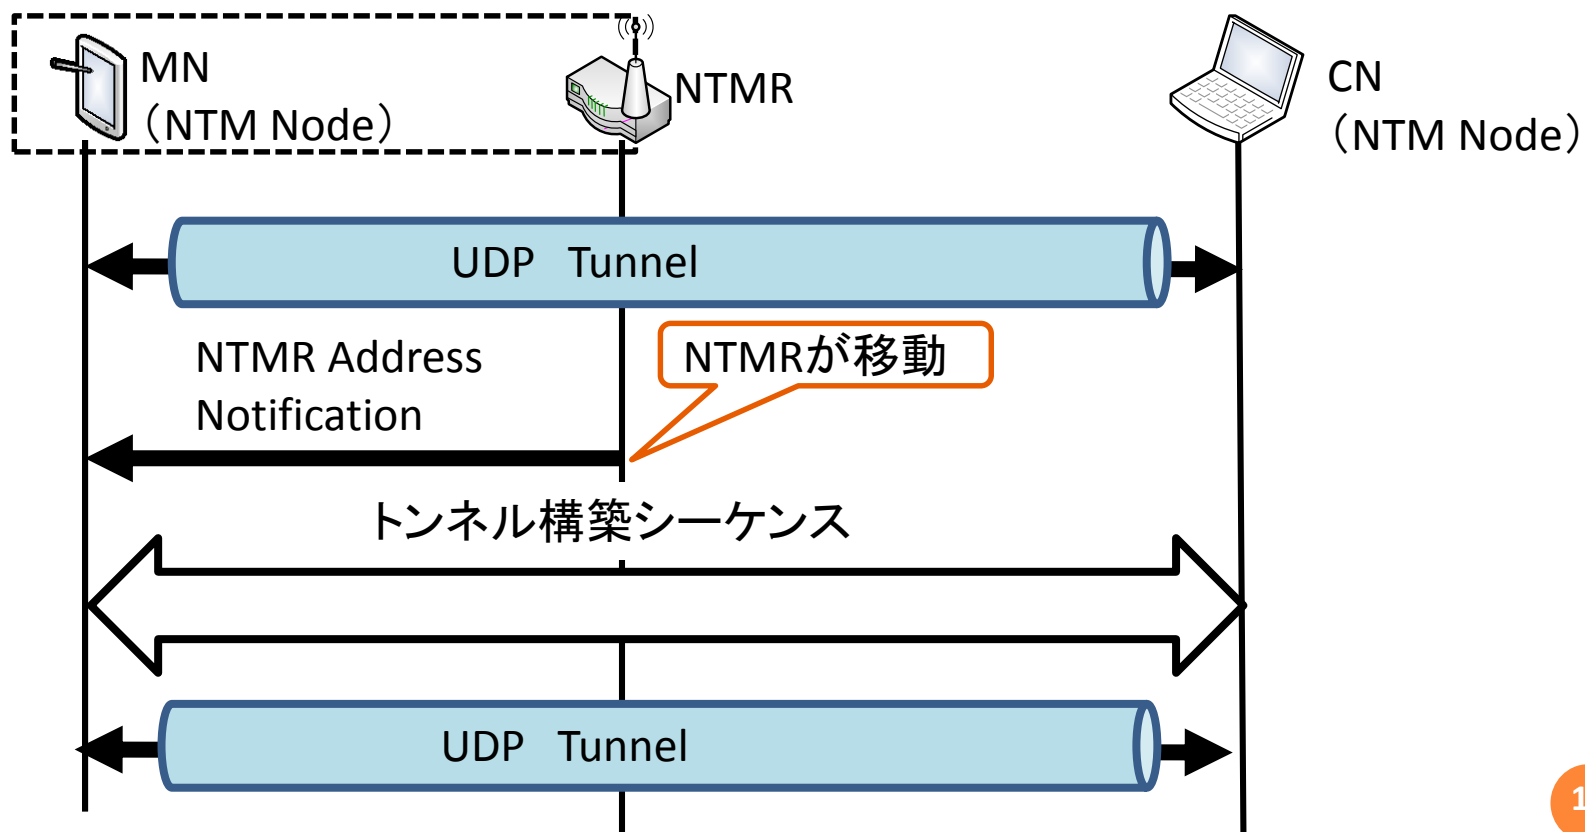 MN
（NTM Node）
NTMR
CN
（NTM Node）
UDP Tunnel
NTMR Address
Notification
NTMRが移動
トンネル構築シーケンス
UDP Tunnel